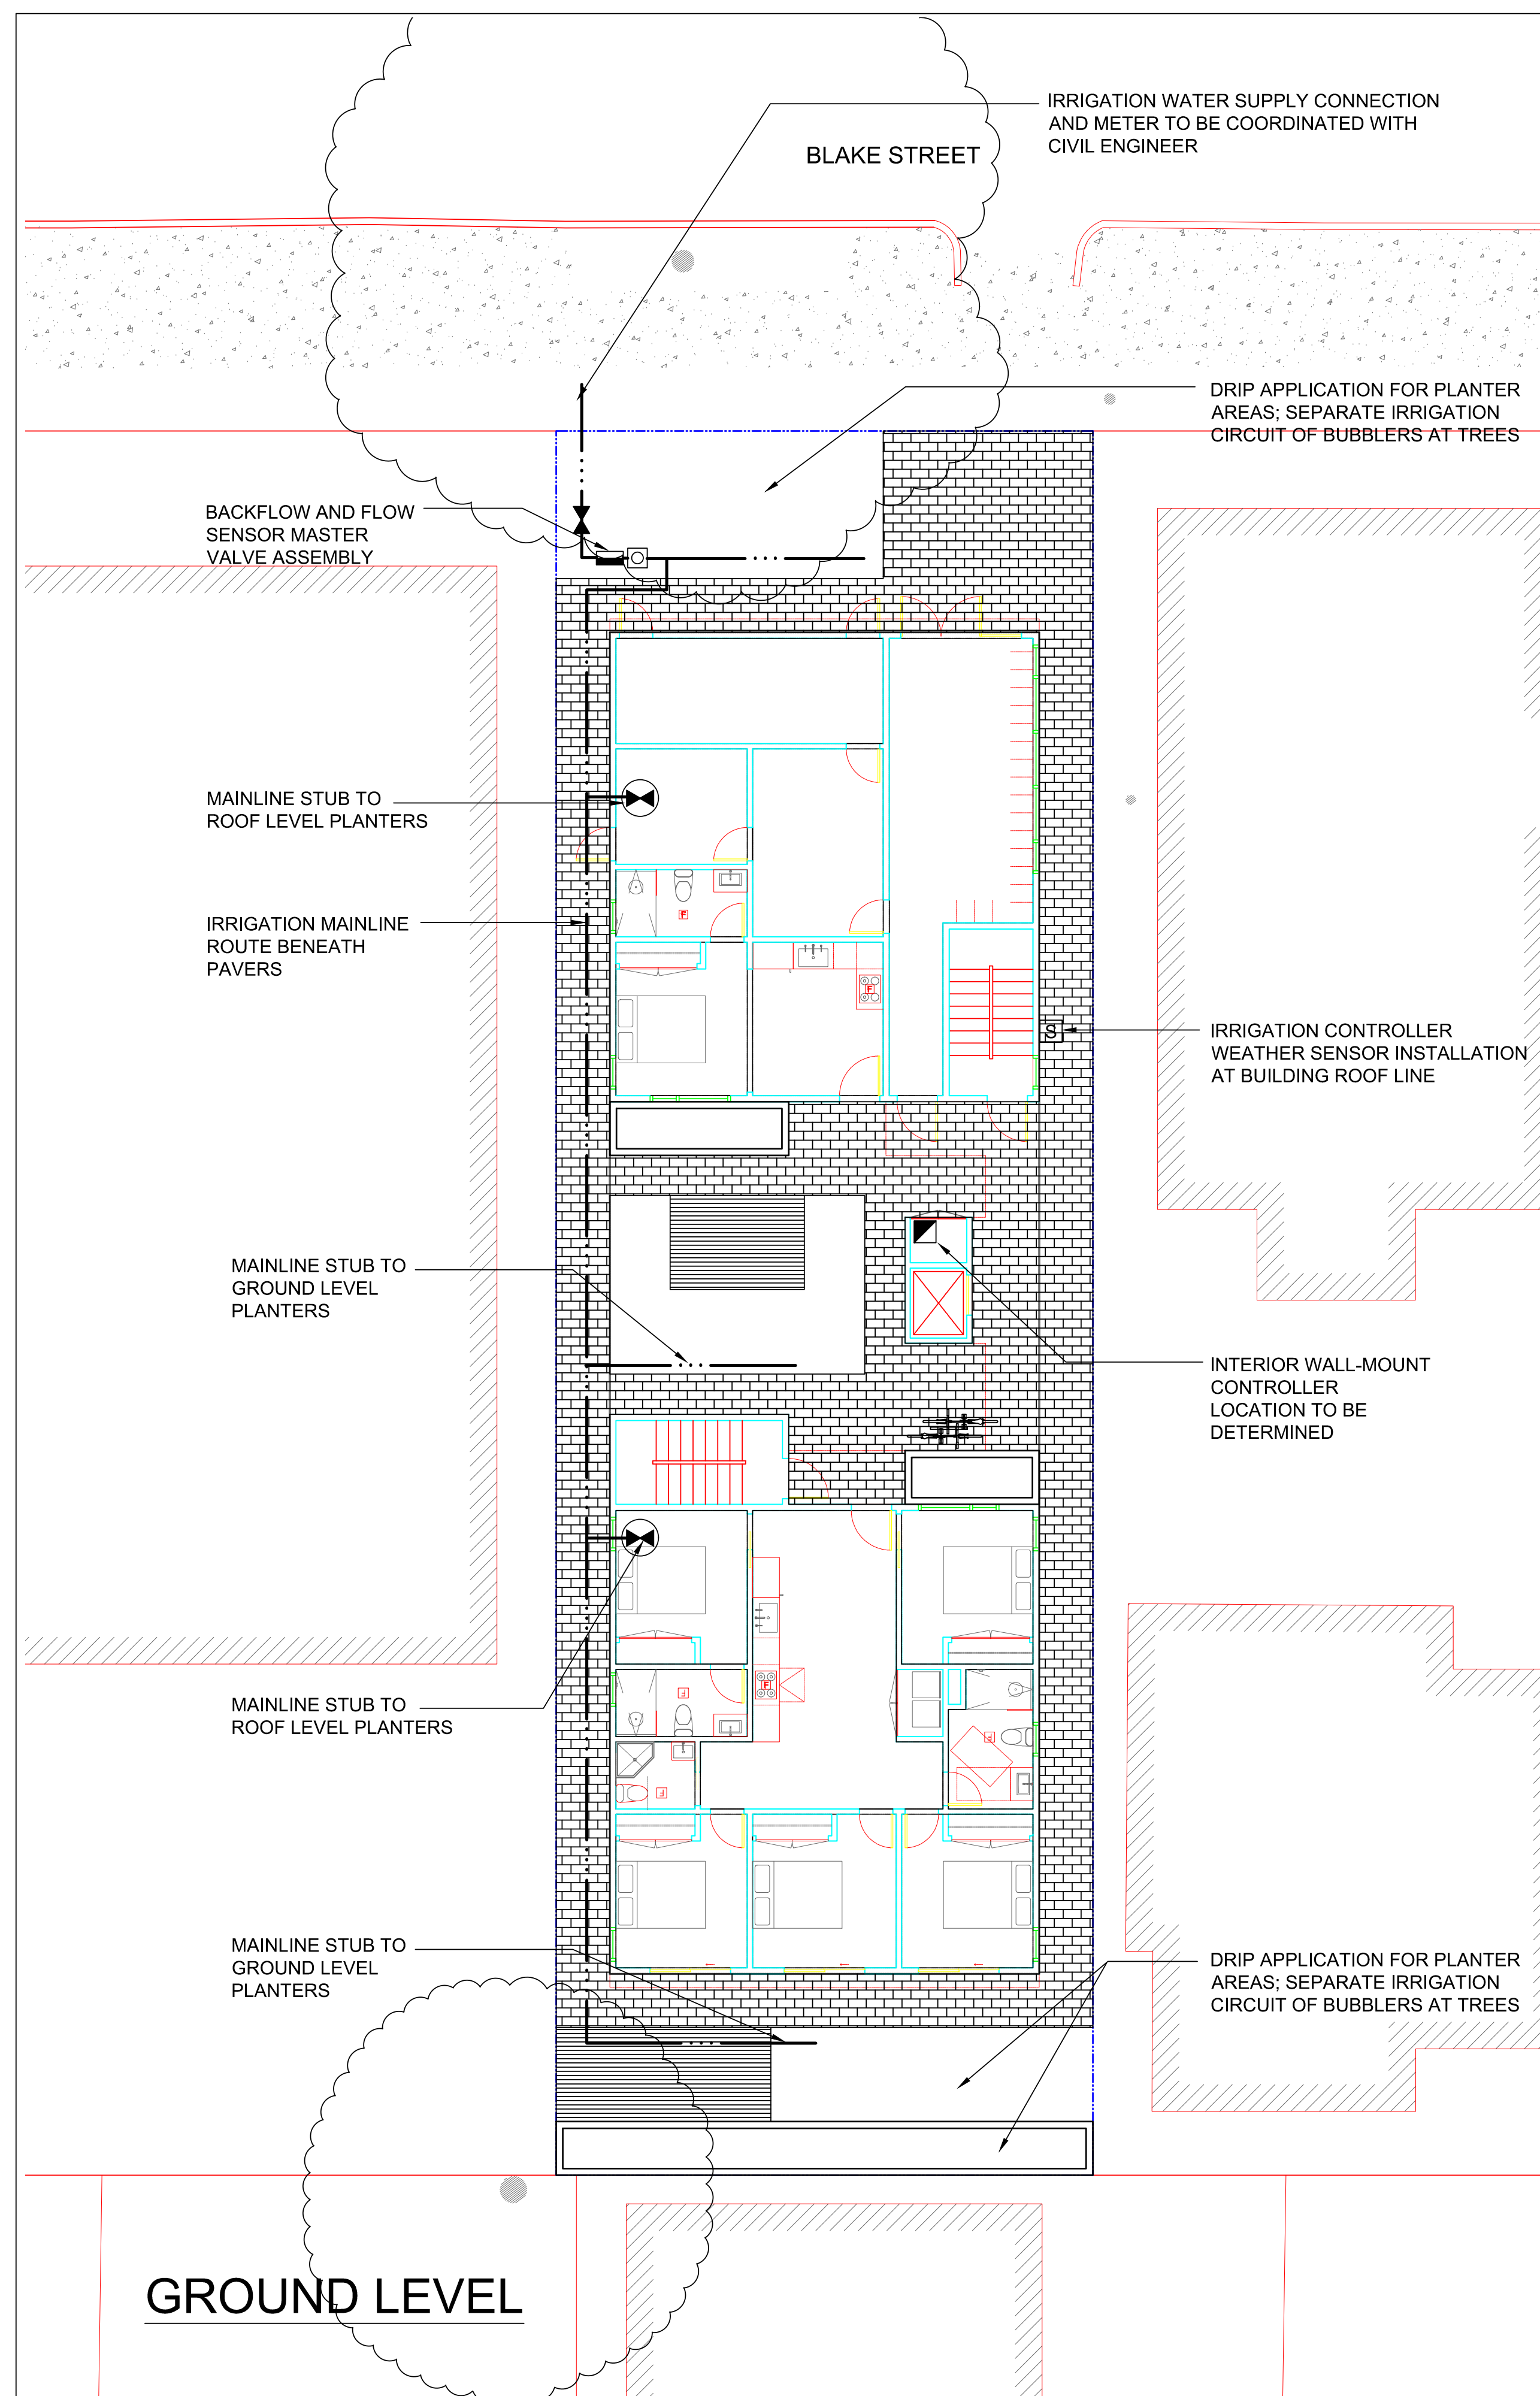 IRRIGATION WATER SUPPLY CONNECTION
AND METER TO BE COORDINATED WITH
CIVIL ENGINEER
BLAKE STREET
DRIP APPLICATION FOR PLANTER
AREAS; SEPARATE IRRIGATION
CIRCUIT OF BUBBLERS AT TREES
BACKFLOW AND FLOW
SENSOR MASTER
VALVE ASSEMBLY
MAINLINE STUB TO
ROOF LEVEL PLANTERS
IRRIGATION MAINLINE
ROUTE BENEATH
PAVERS
F
F
S
IRRIGATION CONTROLLER
WEATHER SENSOR INSTALLATION
AT BUILDING ROOF LINE
MAINLINE STUB TO
GROUND LEVEL
PLANTERS
INTERIOR WALL-MOUNT
CONTROLLER
LOCATION TO BE
DETERMINED
F
F
F
F
MAINLINE STUB TO
ROOF LEVEL PLANTERS
MAINLINE STUB TO
GROUND LEVEL
PLANTERS
DRIP APPLICATION FOR PLANTER
AREAS; SEPARATE IRRIGATION
CIRCUIT OF BUBBLERS AT TREES
GROUND LEVEL